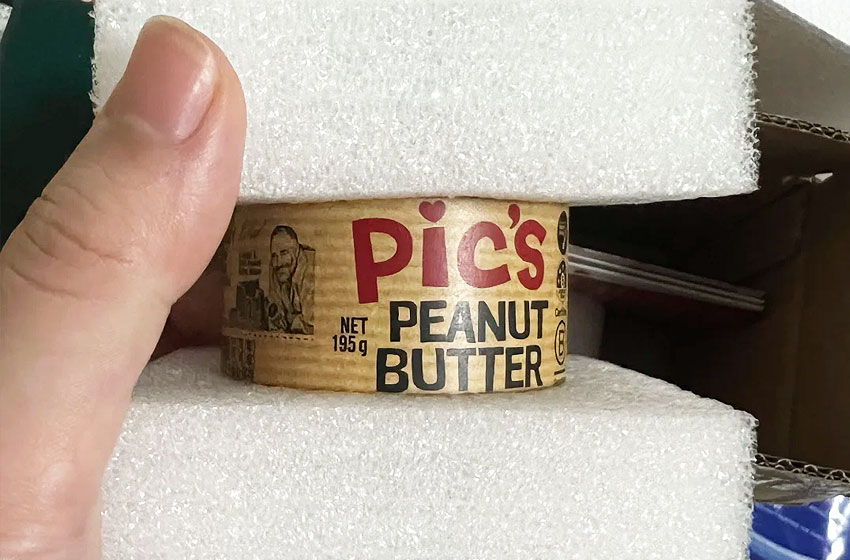 Pic's
PEANUT
BUTTER
NET
195g